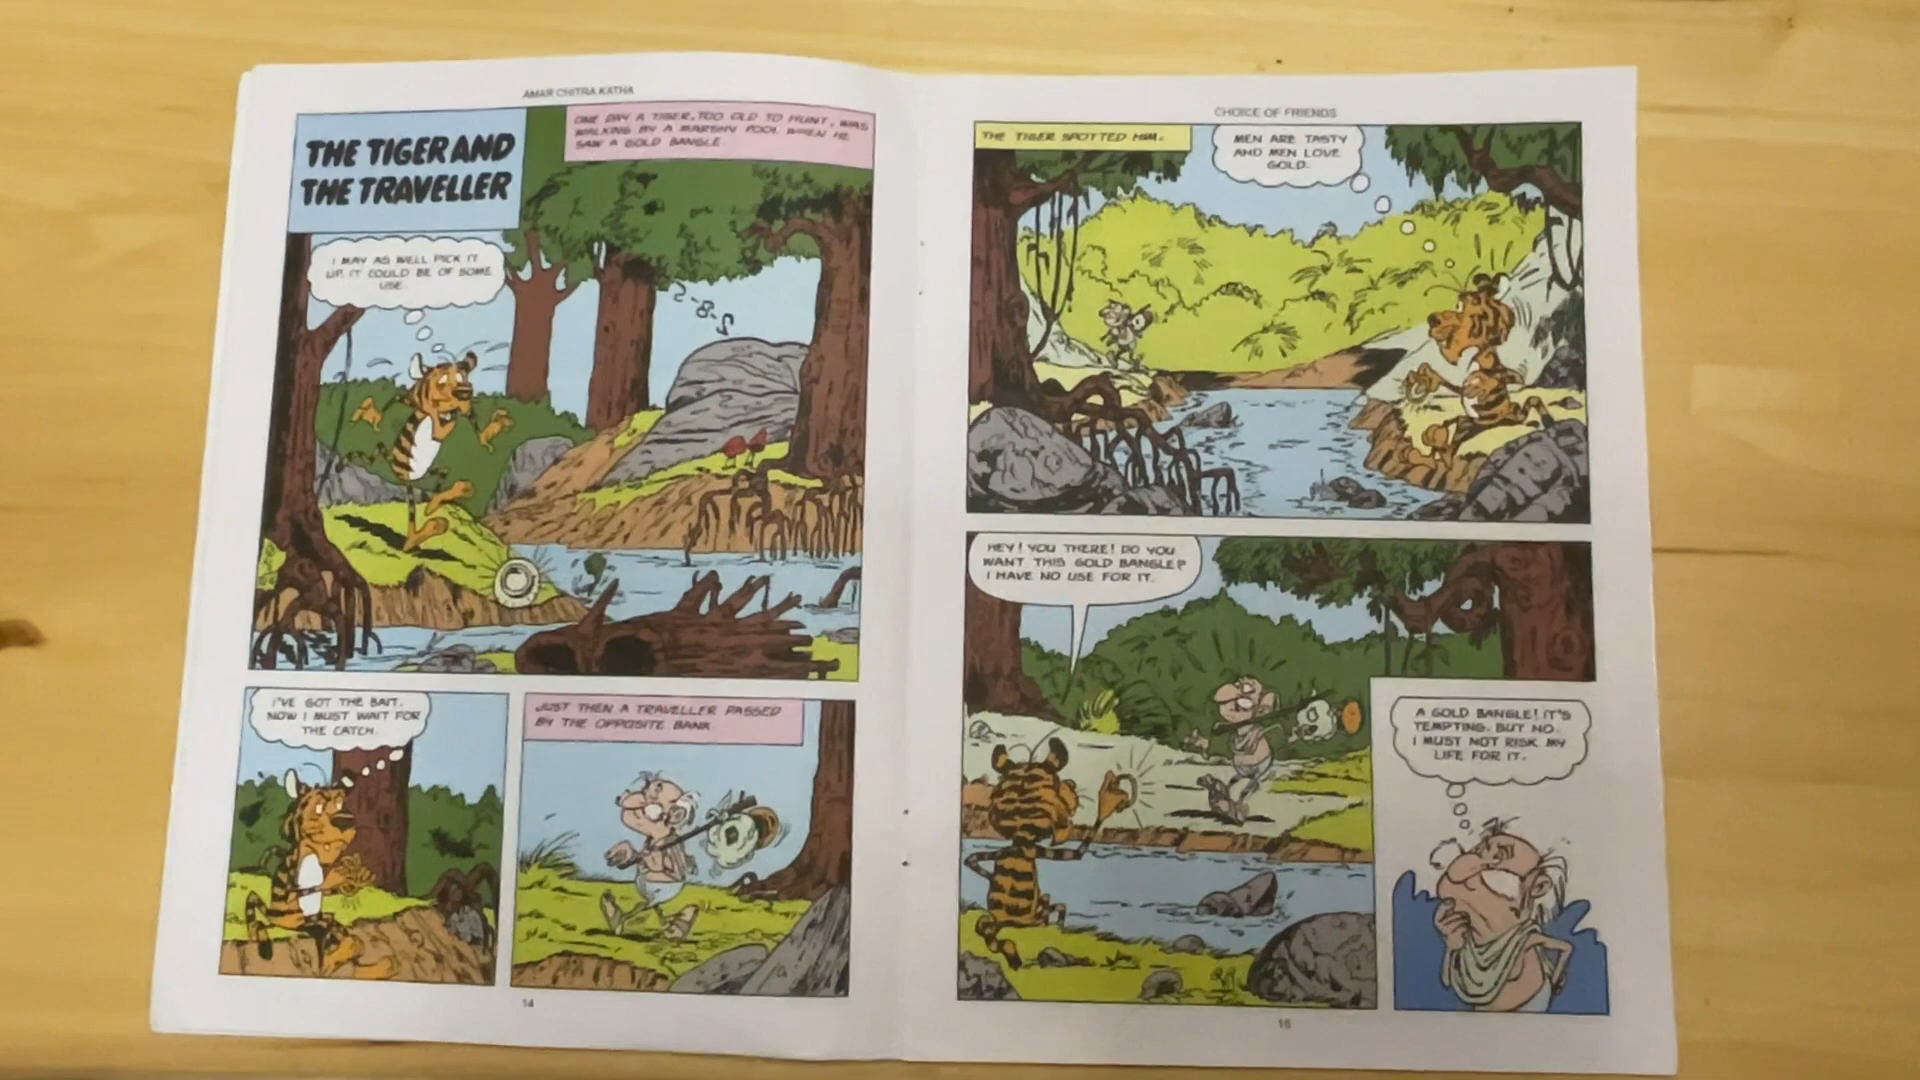 AMAR CHITRA KATHA
THE TIGER AND
THE TRAVELLER
ONE DAY A TIGER, TOO OLD TO HUNT, WAS
WALKING BY A MARSHY POOL WHEN HE
SAW A GOLD BANGLE.
I MAY AS WELL PICK IT
UP. IT COULD BE OF SOME
USE.
I'VE GOT THE BAIT.
NOW I MUST WAIT FOR
THE CATCH.
JUST THEN A TRAVELLER PASSED
BY THE OPPOSITE BANK.
14
CHOICE OF FRIENDS
THE TIGER SPOTTED HIM.
MEN ARE TASTY
AND MEN LOVE
GOLD.
HEY! YOU THERE! DO YOU
WANT THIS GOLD BANGLE?
I HAVE NO USE FOR IT.
A GOLD BANGLE! IT'S
TEMPTING. BUT NO.
I MUST NOT RISK MY
LIFE FOR IT.
15